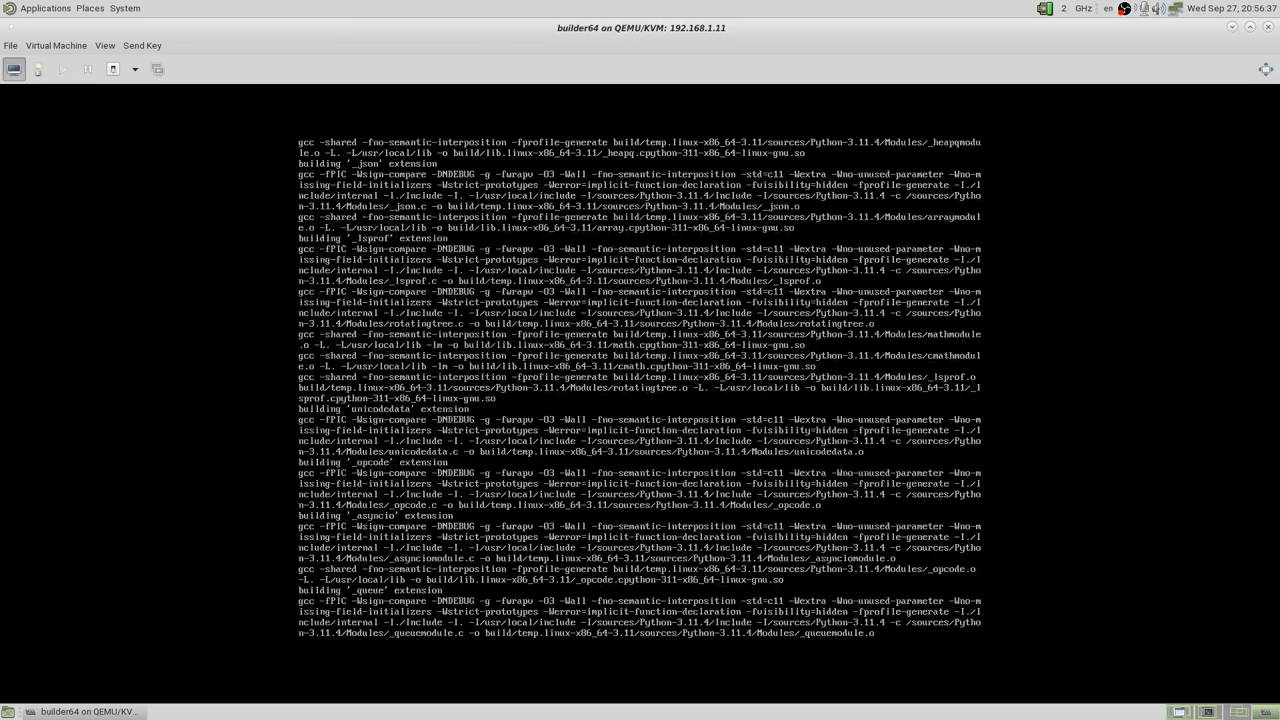 Applications Places System 2 GHz en Wed Sep 27, 20:56:37
builder64 on QEMU/KVM: 192.168.1.11
File Virtual Machine View Send Key
gcc -shared -fno-semantic-interposition -fprofile-generate build/temp.linux-x86_64-3.11/sources/Python-3.11.4/Modules/_heapqmodu
le.o -L. -L/usr/local/lib -o build/lib.linux-x86_64-3.11/_heapq.cpython-311-x86_64-linux-gnu.so
building '_json' extension
gcc -fPIC -Wsign-compare -DNDEBUG -g -fwrapv -O3 -Wall -fno-semantic-interposition -std=c11 -Wextra -Wno-unused-parameter -Wno-m
issing-field-initializers -Wstrict-prototypes -Werror=implicit-function-declaration -fvisibility=hidden -fprofile-generate -I./I
nclude/internal -I./Include -I. -I/usr/local/include -I/sources/Python-3.11.4/Include -I/sources/Python-3.11.4 -c /sources/Pytho
n-3.11.4/Modules/_json.c -o build/temp.linux-x86_64-3.11/sources/Python-3.11.4/Modules/_json.o
gcc -shared -fno-semantic-interposition -fprofile-generate build/temp.linux-x86_64-3.11/sources/Python-3.11.4/Modules/arraymodul
e.o -L. -L/usr/local/lib -o build/lib.linux-x86_64-3.11/array.cpython-311-x86_64-linux-gnu.so
building '_lsprof' extension
gcc -fPIC -Wsign-compare -DNDEBUG -g -fwrapv -O3 -Wall -fno-semantic-interposition -std=c11 -Wextra -Wno-unused-parameter -Wno-m
issing-field-initializers -Wstrict-prototypes -Werror=implicit-function-declaration -fvisibility=hidden -fprofile-generate -I./I
nclude/internal -I./Include -I. -I/usr/local/include -I/sources/Python-3.11.4/Include -I/sources/Python-3.11.4 -c /sources/Pytho
n-3.11.4/Modules/_lsprof.c -o build/temp.linux-x86_64-3.11/sources/Python-3.11.4/Modules/_lsprof.o
gcc -fPIC -Wsign-compare -DNDEBUG -g -fwrapv -O3 -Wall -fno-semantic-interposition -std=c11 -Wextra -Wno-unused-parameter -Wno-m
issing-field-initializers -Wstrict-prototypes -Werror=implicit-function-declaration -fvisibility=hidden -fprofile-generate -I./I
nclude/internal -I./Include -I. -I/usr/local/include -I/sources/Python-3.11.4/Include -I/sources/Python-3.11.4 -c /sources/Pytho
n-3.11.4/Modules/rotatingtree.c -o build/temp.linux-x86_64-3.11/sources/Python-3.11.4/Modules/rotatingtree.o
gcc -shared -fno-semantic-interposition -fprofile-generate build/temp.linux-x86_64-3.11/sources/Python-3.11.4/Modules/mathmodule
.o -L. -L/usr/local/lib -lm -o build/lib.linux-x86_64-3.11/math.cpython-311-x86_64-linux-gnu.so
gcc -shared -fno-semantic-interposition -fprofile-generate build/temp.linux-x86_64-3.11/sources/Python-3.11.4/Modules/cmathmodul
e.o -L. -L/usr/local/lib -lm -o build/lib.linux-x86_64-3.11/cmath.cpython-311-x86_64-linux-gnu.so
gcc -shared -fno-semantic-interposition -fprofile-generate build/temp.linux-x86_64-3.11/sources/Python-3.11.4/Modules/_lsprof.o
build/temp.linux-x86_64-3.11/sources/Python-3.11.4/Modules/rotatingtree.o -L. -L/usr/local/lib -o build/lib.linux-x86_64-3.11/_l
sprof.cpython-311-x86_64-linux-gnu.so
building 'unicodedata' extension
gcc -fPIC -Wsign-compare -DNDEBUG -g -fwrapv -O3 -Wall -fno-semantic-interposition -std=c11 -Wextra -Wno-unused-parameter -Wno-m
issing-field-initializers -Wstrict-prototypes -Werror=implicit-function-declaration -fvisibility=hidden -fprofile-generate -I./I
nclude/internal -I./Include -I. -I/usr/local/include -I/sources/Python-3.11.4/Include -I/sources/Python-3.11.4 -c /sources/Pytho
n-3.11.4/Modules/unicodedata.c -o build/temp.linux-x86_64-3.11/sources/Python-3.11.4/Modules/unicodedata.o
building '_opcode' extension
gcc -fPIC -Wsign-compare -DNDEBUG -g -fwrapv -O3 -Wall -fno-semantic-interposition -std=c11 -Wextra -Wno-unused-parameter -Wno-m
issing-field-initializers -Wstrict-prototypes -Werror=implicit-function-declaration -fvisibility=hidden -fprofile-generate -I./I
nclude/internal -I./Include -I. -I/usr/local/include -I/sources/Python-3.11.4/Include -I/sources/Python-3.11.4 -c /sources/Pytho
n-3.11.4/Modules/_opcode.c -o build/temp.linux-x86_64-3.11/sources/Python-3.11.4/Modules/_opcode.o
building '_asyncio' extension
gcc -fPIC -Wsign-compare -DNDEBUG -g -fwrapv -O3 -Wall -fno-semantic-interposition -std=c11 -Wextra -Wno-unused-parameter -Wno-m
issing-field-initializers -Wstrict-prototypes -Werror=implicit-function-declaration -fvisibility=hidden -fprofile-generate -I./I
nclude/internal -I./Include -I. -I/usr/local/include -I/sources/Python-3.11.4/Include -I/sources/Python-3.11.4 -c /sources/Pytho
n-3.11.4/Modules/_asynciomodule.c -o build/temp.linux-x86_64-3.11/sources/Python-3.11.4/Modules/_asynciomodule.o
gcc -shared -fno-semantic-interposition -fprofile-generate build/temp.linux-x86_64-3.11/sources/Python-3.11.4/Modules/_opcode.o
-L. -L/usr/local/lib -o build/lib.linux-x86_64-3.11/_opcode.cpython-311-x86_64-linux-gnu.so
building '_queue' extension
gcc -fPIC -Wsign-compare -DNDEBUG -g -fwrapv -O3 -Wall -fno-semantic-interposition -std=c11 -Wextra -Wno-unused-parameter -Wno-m
issing-field-initializers -Wstrict-prototypes -Werror=implicit-function-declaration -fvisibility=hidden -fprofile-generate -I./I
nclude/internal -I./Include -I. -I/usr/local/include -I/sources/Python-3.11.4/Include -I/sources/Python-3.11.4 -c /sources/Pytho
n-3.11.4/Modules/_queuemodule.c -o build/temp.linux-x86_64-3.11/sources/Python-3.11.4/Modules/_queuemodule.o
builder64 on QEMU/KV...